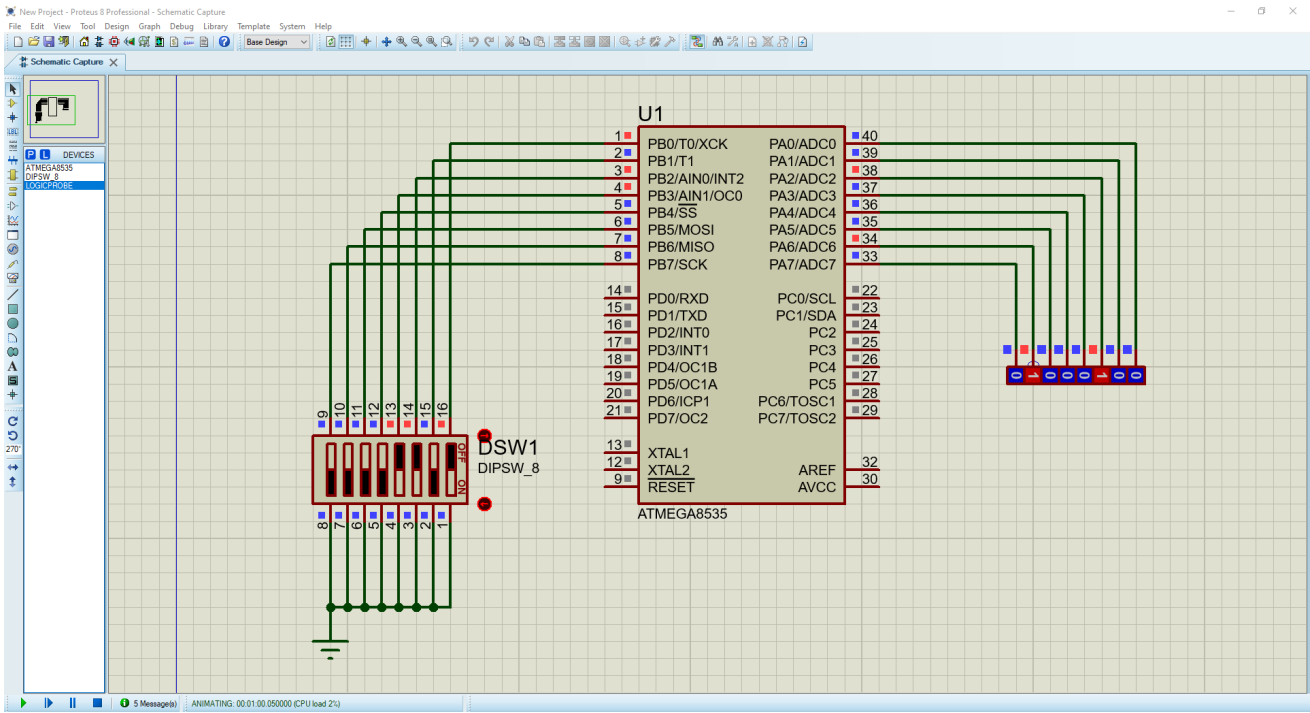 New Project - Proteus 8 Professional - Schematic Capture
File Edit View Tool Design Graph Debug Library Template System Help
Base Design
Schematic Capture
P L DEVICES
ATMEGA8535
DIPSW_8
LOGICPROBE
LBL
A
S
270°
U1
1 PB0/T0/XCK PA0/ADC0 40
2 PB1/T1 PA1/ADC1 39
3 PB2/AIN0/INT2 PA2/ADC2 38
4 PB3/AIN1/OC0 PA3/ADC3 37
5 PB4/SS PA4/ADC4 36
6 PB5/MOSI PA5/ADC5 35
7 PB6/MISO PA6/ADC6 34
8 PB7/SCK PA7/ADC7 33
14 PD0/RXD PC0/SCL 22
15 PD1/TXD PC1/SDA 23
16 PD2/INT0 PC2 24
17 PD3/INT1 PC3 25
18 PD4/OC1B PC4 26
19 PD5/OC1A PC5 27
20 PD6/ICP1 PC6/TOSC1 28
21 PD7/OC2 PC7/TOSC2 29
13 XTAL1
12 XTAL2 AREF 32
9 RESET AVCC 30
ATMEGA8535
0 1 0 0 0 1 0 0
9 10 11 12 13 14 15 16
OFF
ON
DSW1
DIPSW_8
8 7 6 5 4 3 2 1
5 Message(s)
ANIMATING: 00:01:00.050000 (CPU load 2%)